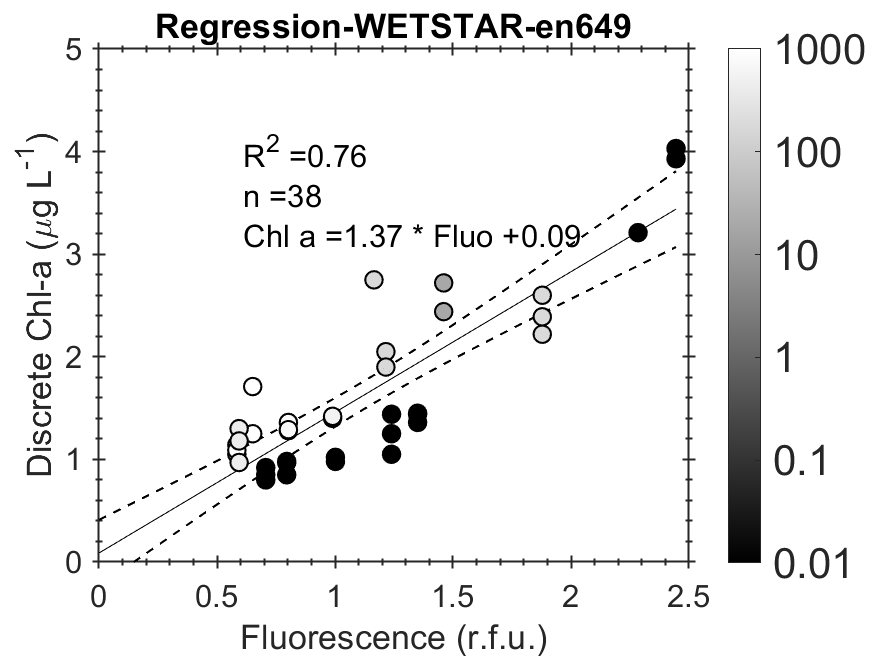 Regression-WETSTAR-en649
5
4
3
2
1
0
Discrete Chl-a (μg L-1)
R2 =0.76
n =38
Chl a =1.37 * Fluo +0.09
0 0.5 1 1.5 2 2.5
Fluorescence (r.f.u.)
1000
100
10
1
0.1
0.01